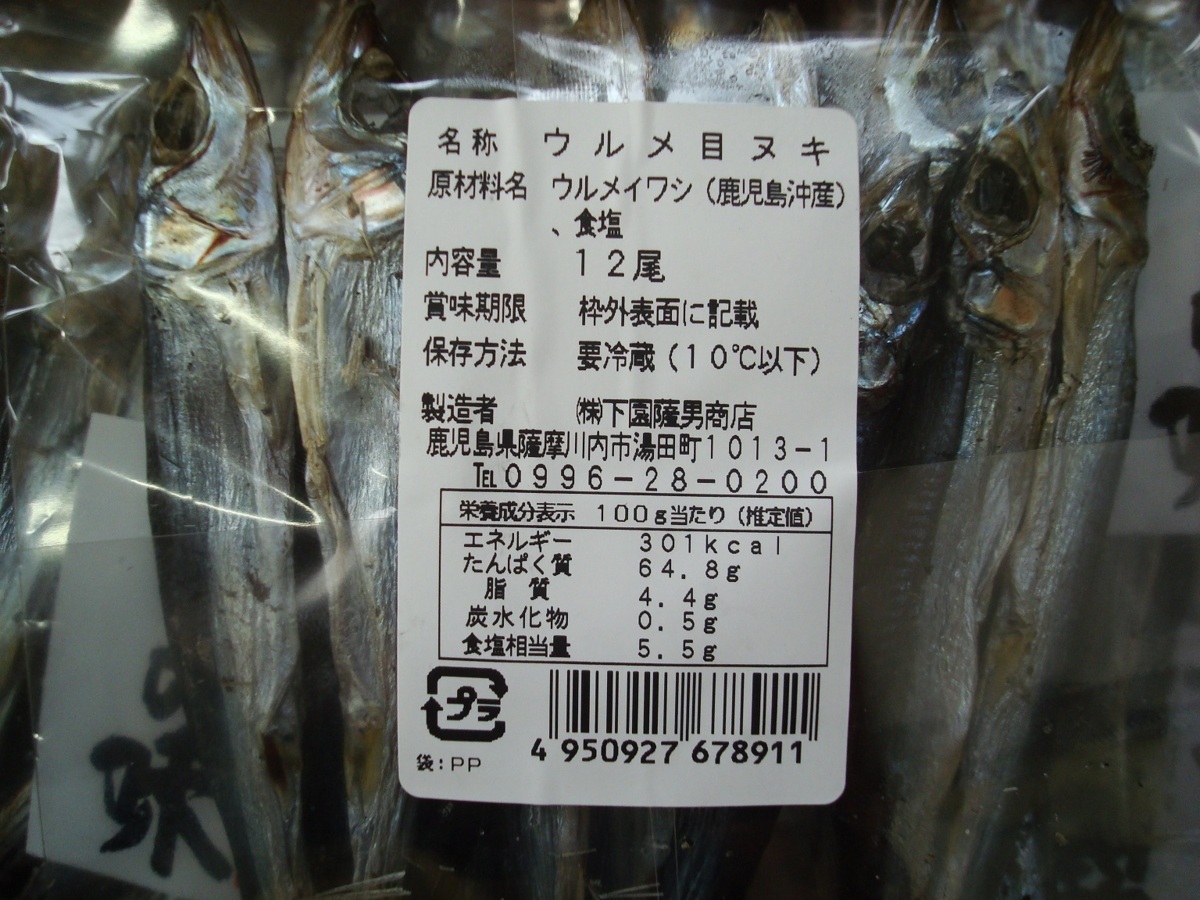 名称 ウルメ目ヌキ
原材料名 ウルメイワシ(鹿児島沖産)
、食塩
内容量 12尾
賞味期限 枠外表面に記載
保存方法 要冷蔵(10℃以下)
製造者 ㈱下園薩男商店
鹿児島県薩摩川内市湯田町1013-1
℡0996-28-0200
栄養成分表示 100g当たり(推定値)
エネルギー 301kcal
たんぱく質 64.8g
脂質 4.4g
炭水化物 0.5g
食塩相当量 5.5g
プラ
袋:PP
4 950927 678911
の味